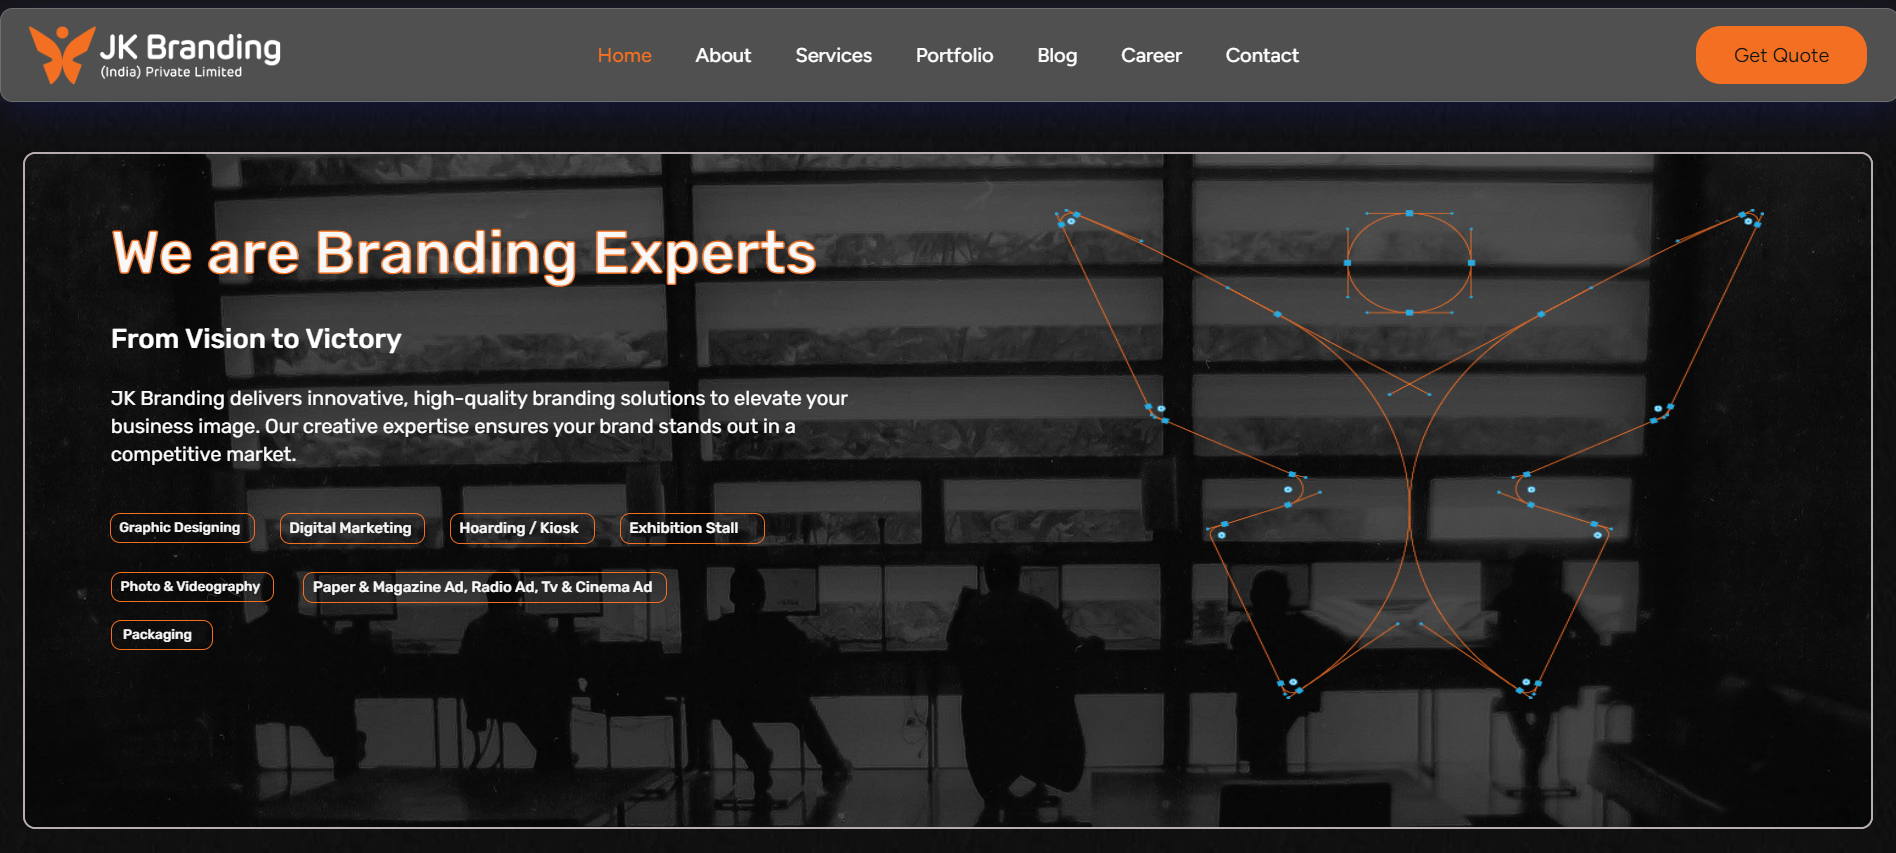 JK Branding
(India) Private Limited
Home About Services Portfolio Blog Career Contact
Get Quote
We are Branding Experts
From Vision to Victory
JK Branding delivers innovative, high-quality branding solutions to elevate your
business image. Our creative expertise ensures your brand stands out in a
competitive market.
Graphic Designing Digital Marketing Hoarding / Kiosk Exhibition Stall
Photo & Videography Paper & Magazine Ad, Radio Ad, Tv & Cinema Ad
Packaging